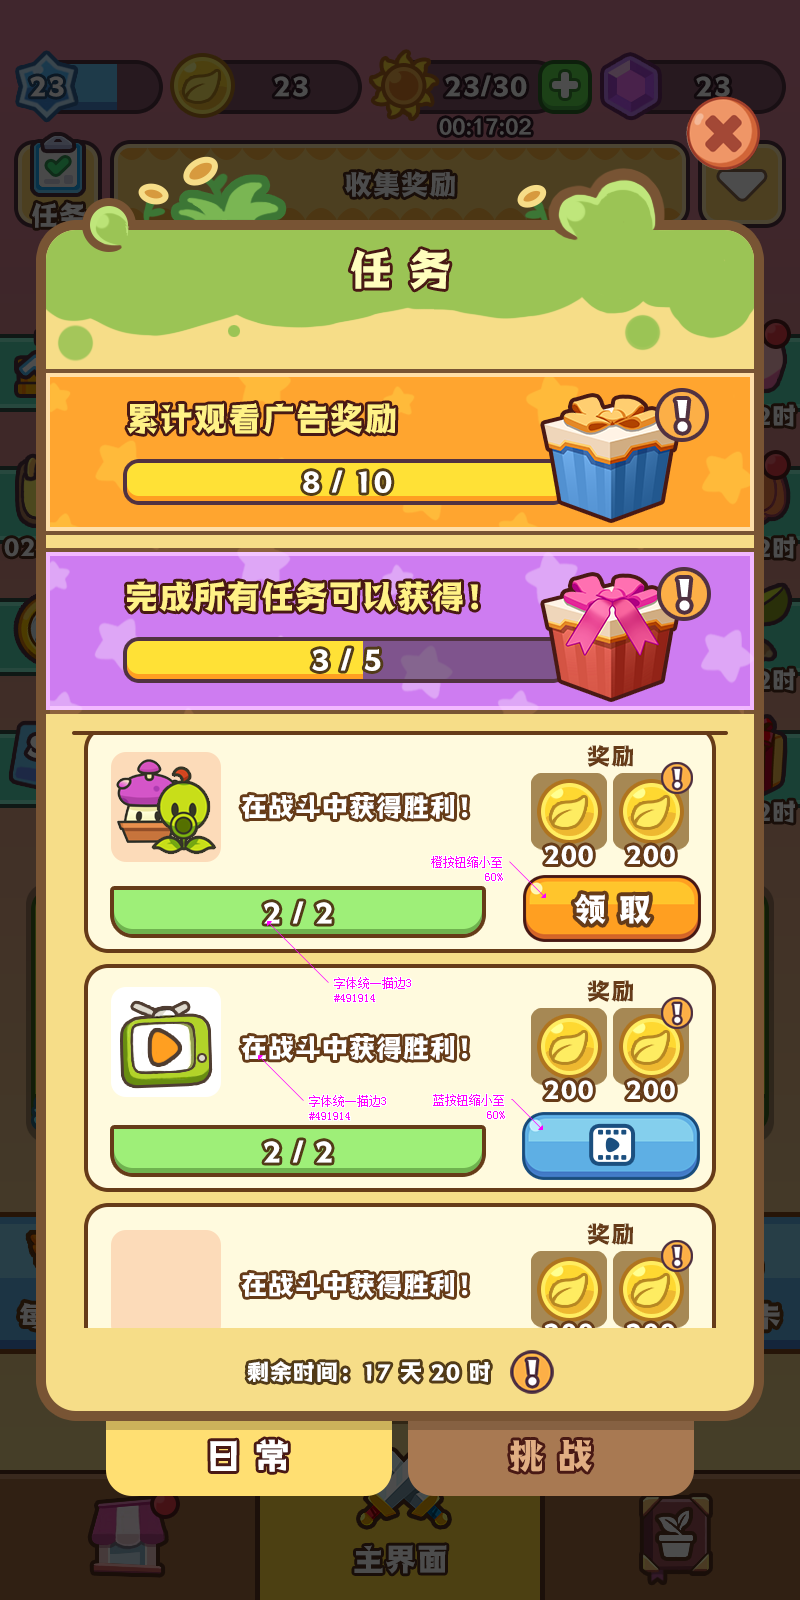 23
23
23/30
23
00:17:02
任务
收集奖励
任务
累计观看广告奖励
8 / 10
完成所有任务可以获得！
3 / 5
奖励
在战斗中获得胜利！
200
200
橙按钮缩小至
60%
2 / 2
领取
字体统一描边3
#491914
奖励
在战斗中获得胜利！
200
200
字体统一描边3
#491914
蓝按钮缩小至
60%
2 / 2
奖励
在战斗中获得胜利！
200
200
剩余时间：17 天 20 时
日常
挑战
主界面